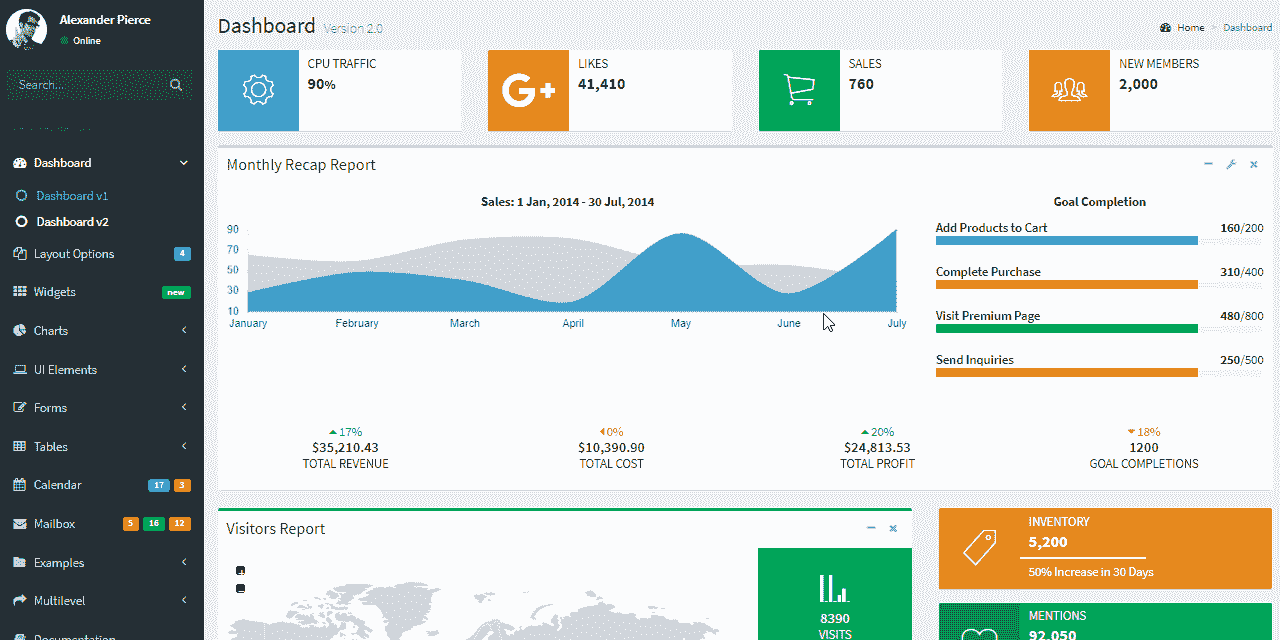 Alexander Pierce
Online
Search...
Dashboard
Dashboard v1
Dashboard v2
Layout Options 4
Widgets new
Charts
UI Elements
Forms
Tables
Calendar 17 3
Mailbox 5 16 12
Examples
Multilevel
Documentation
Dashboard Version 2.0
Home > Dashboard
CPU TRAFFIC
90%
G+
LIKES
41,410
SALES
760
NEW MEMBERS
2,000
Monthly Recap Report
Sales: 1 Jan, 2014 - 30 Jul, 2014
90
70
50
30
10
January February March April May June July
Goal Completion
Add Products to Cart 160/200
Complete Purchase 310/400
Visit Premium Page 480/800
Send Inquiries 250/500
17%
$35,210.43
TOTAL REVENUE
0%
$10,390.90
TOTAL COST
20%
$24,813.53
TOTAL PROFIT
18%
1200
GOAL COMPLETIONS
Visitors Report
8390
VISITS
INVENTORY
5,200
50% Increase in 30 Days
MENTIONS
92,050